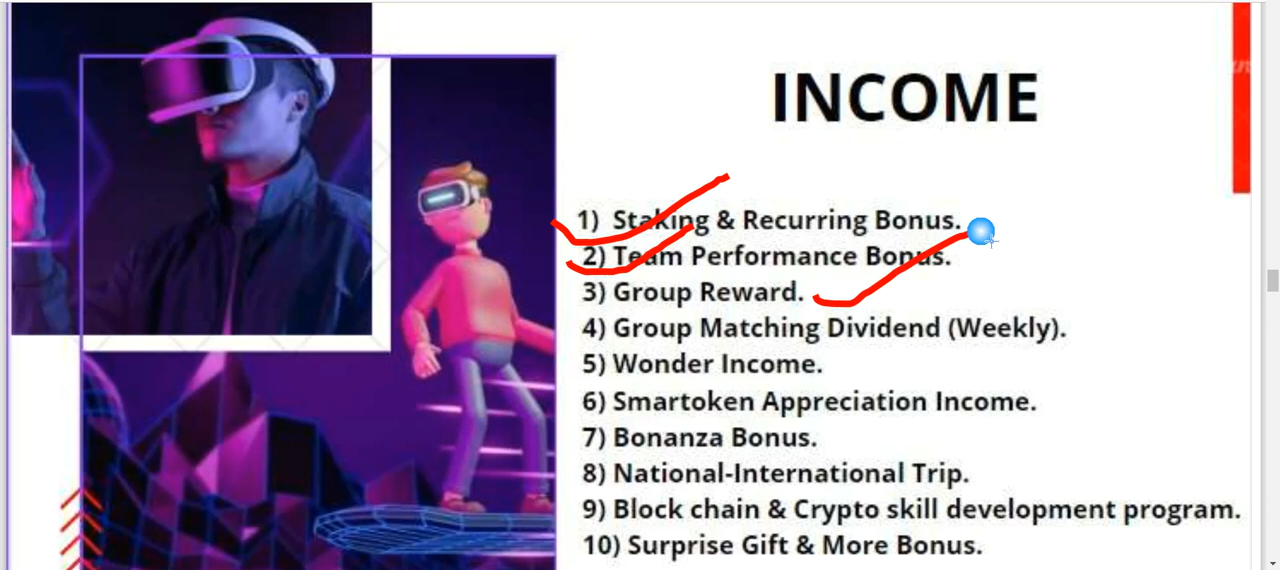 INCOME
1) Staking & Recurring Bonus.
2) Team Performance Bonus.
3) Group Reward.
4) Group Matching Dividend (Weekly).
5) Wonder Income.
6) Smartoken Appreciation Income.
7) Bonanza Bonus.
8) National-International Trip.
9) Block chain & Crypto skill development program.
10) Surprise Gift & More Bonus.